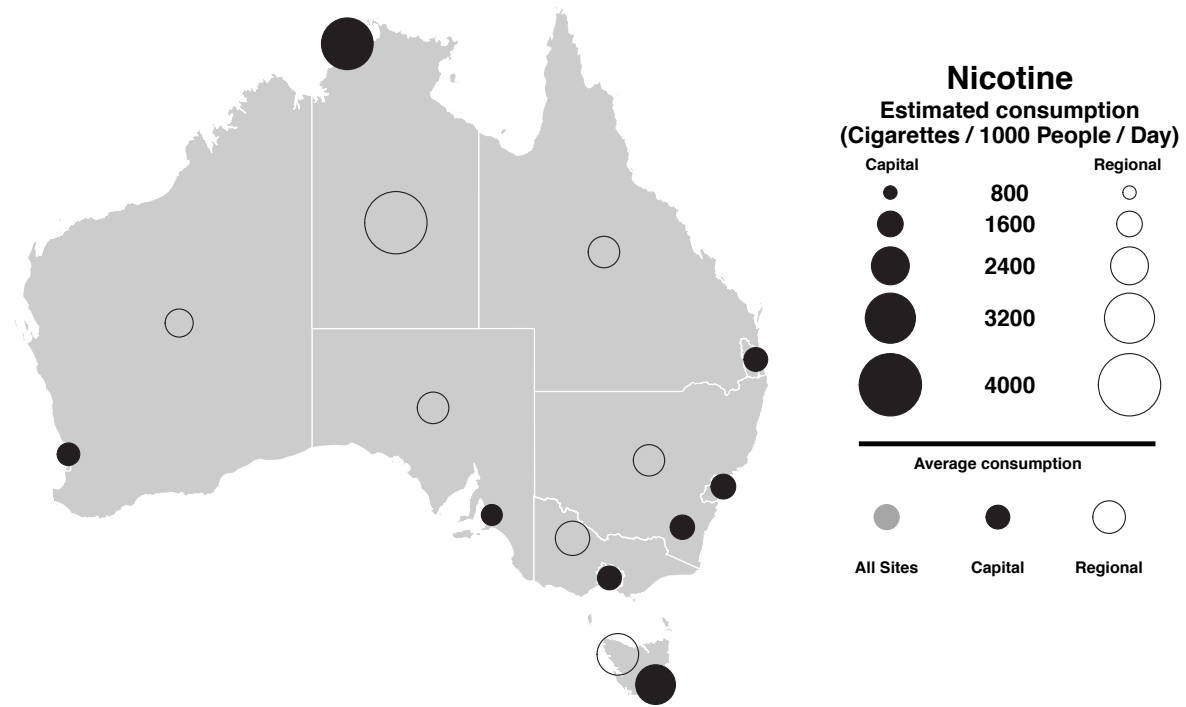 Nicotine
Estimated consumption
(Cigarettes / 1000 People / Day)
Capital Regional
800
1600
2400
3200
4000
Average consumption
All Sites Capital Regional